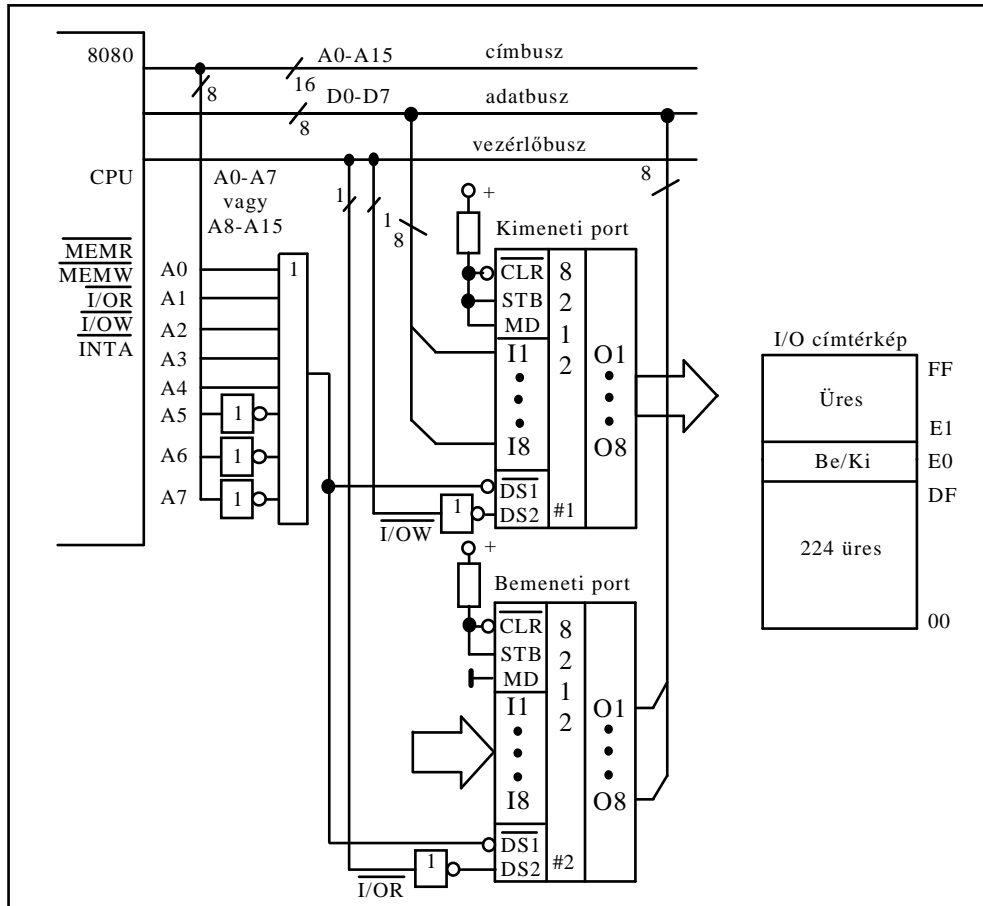 8080
A0-A15
címbusz
16
8
D0-D7
adatbusz
8
vezérlőbusz
CPU
A0-A7
vagy
A8-A15
1
1
8
8
+
Kimeneti port
MEMR
MEMW
I/OR
I/OW
INTA
A0
A1
A2
A3
A4
A5
A6
A7
1
1
1
1
CLR
STB
MD
I1
I8
DS1
DS2
8
2
1
2
#1
O1
O8
1
I/OW
I/O címtérkép
FF
Üres
E1
Be/Ki
E0
DF
224 üres
00
+
Bemeneti port
CLR
STB
MD
I1
I8
DS1
DS2
8
2
1
2
#2
O1
O8
1
I/OR